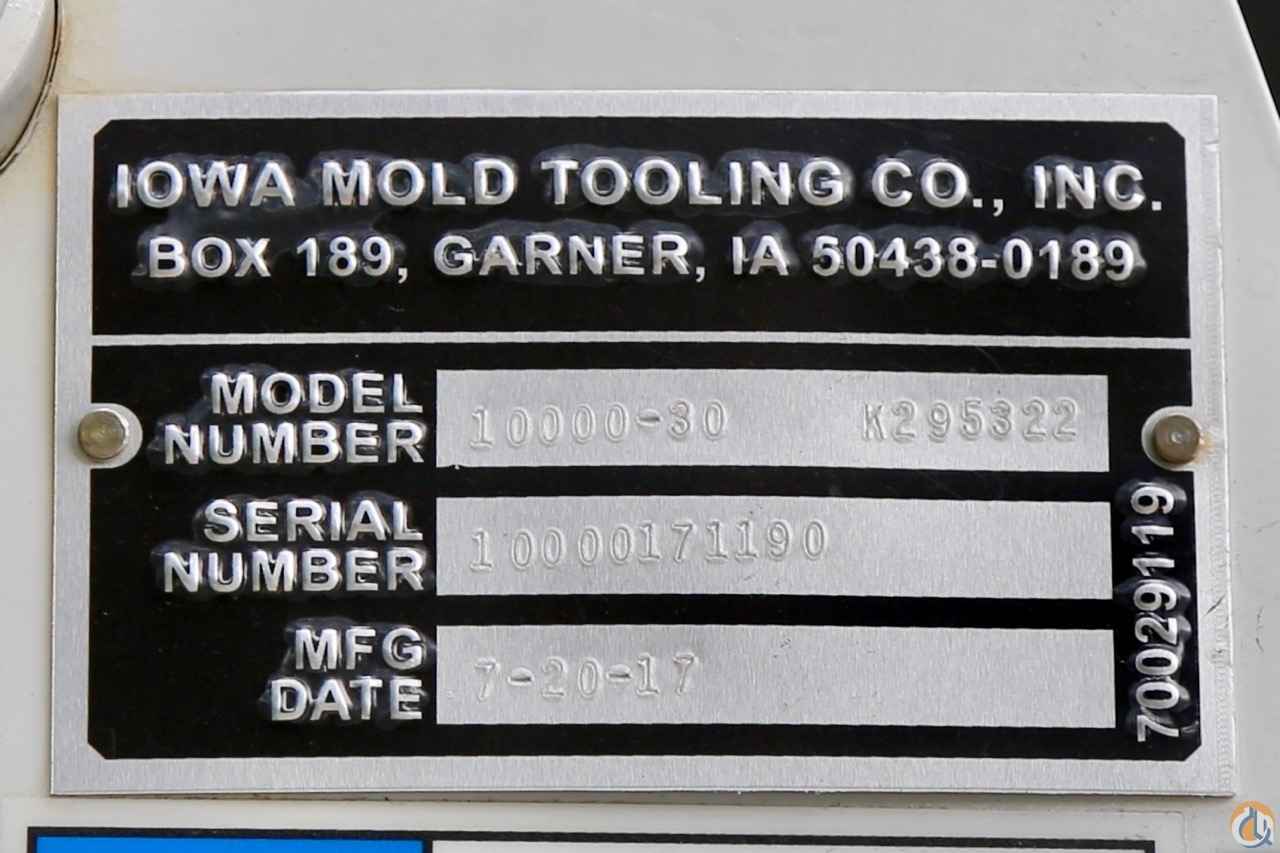 IOWA MOLD TOOLING CO., INC.
BOX 189, GARNER, IA 50438-0189
MODEL NUMBER 10000-30 K295322
SERIAL NUMBER 10000171190
MFG DATE 7-20-17
70029119